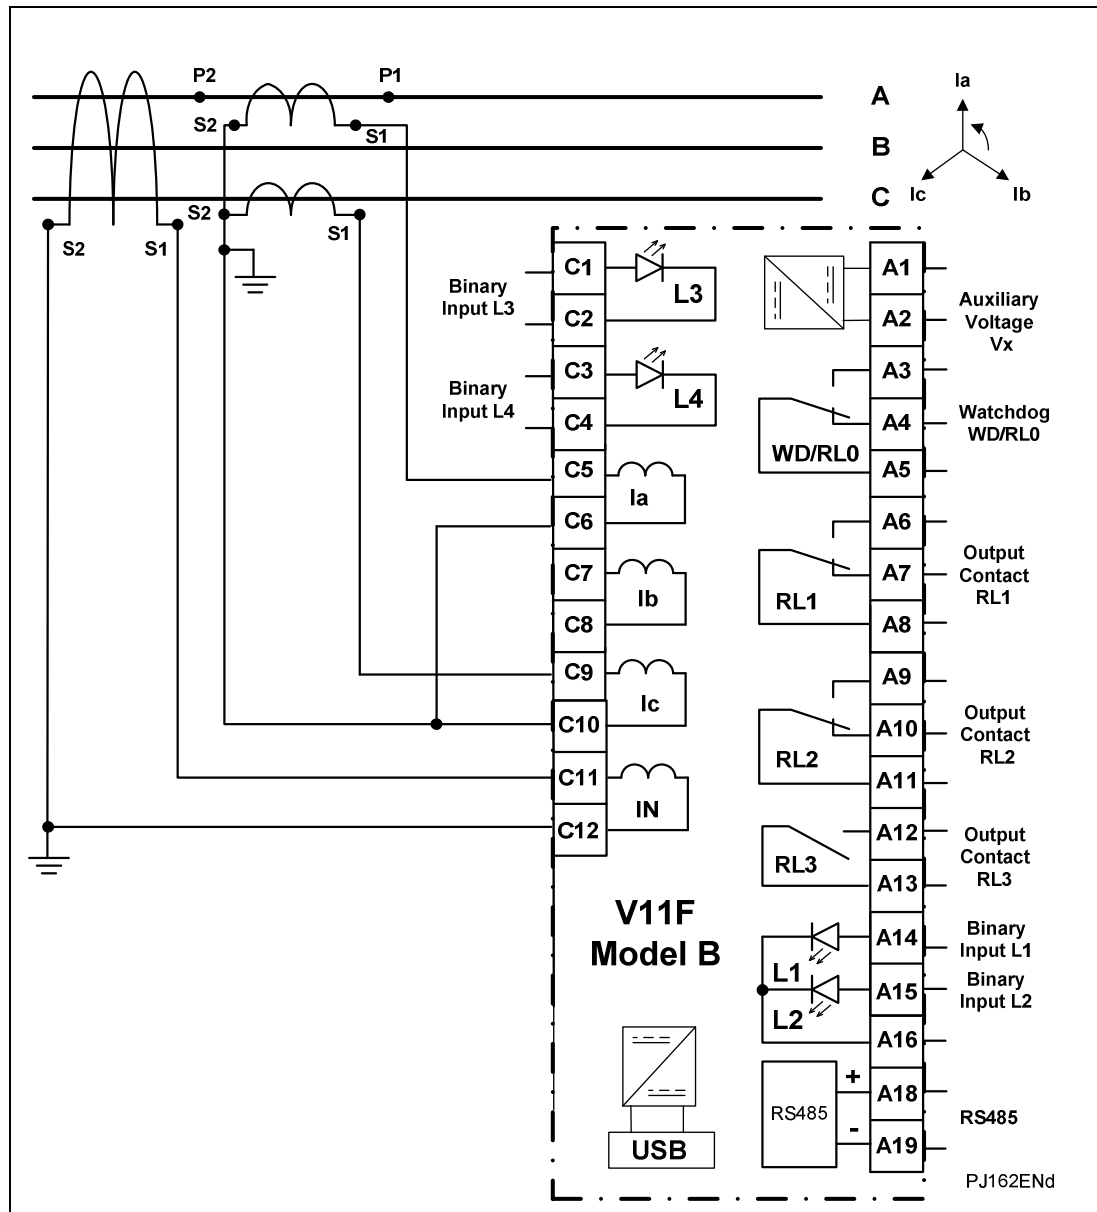 P2
P1
A
Ia
S2
S1
B
C
Ic
Ib
S2
S1
S2
S1
C1
L3
A1
Binary
Input L3
C2
A2
Auxiliary
Voltage
Vx
C3
L4
A3
Binary
Input L4
C4
A4
Watchdog
WD/RL0
WD/RL0
C5
Ia
A5
C6
A6
C7
Ib
RL1
A7
Output
Contact
RL1
C8
A8
C9
Ic
A9
C10
RL2
A10
Output
Contact
RL2
C11
IN
A11
C12
A12
RL3
Output
Contact
RL3
A13
V11F
Model B
A14
Binary
Input L1
L1
A15
Binary
Input L2
L2
A16
RS485
+
A18
RS485
-
A19
USB
PJ162ENd